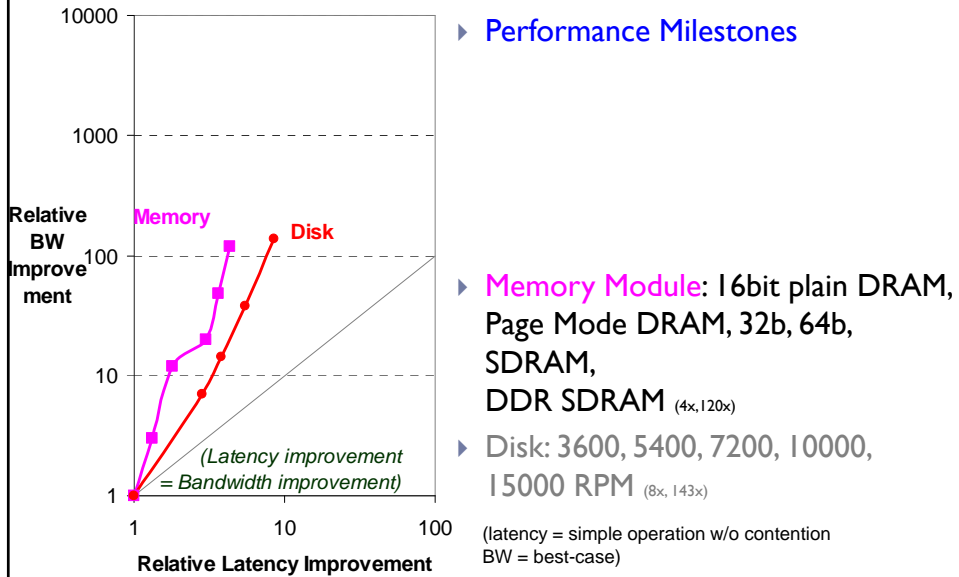 10000
1000
100
10
1
1
10
100
Relative
BW
Improve
ment
Memory
Disk
(Latency improvement
= Bandwidth improvement)
Relative Latency Improvement
Performance Milestones
Memory Module: 16bit plain DRAM,
Page Mode DRAM, 32b, 64b,
SDRAM,
DDR SDRAM (4x,120x)
Disk: 3600, 5400, 7200, 10000,
15000 RPM (8x, 143x)
(latency = simple operation w/o contention
BW = best-case)